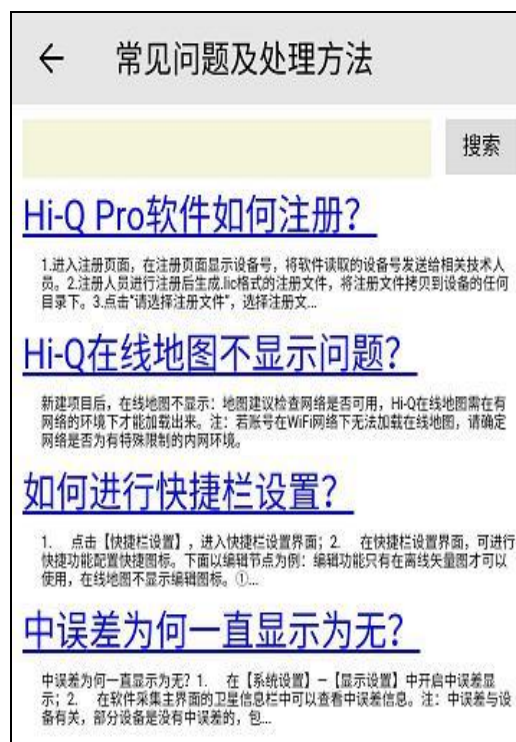 常见问题及处理方法
搜索
Hi-Q Pro软件如何注册？
1.进入注册页面，在注册页面显示设备号，将软件读取的设备号发送给相关技术人
员。2.注册人员进行注册后生成.lic格式的注册文件，将注册文件拷贝到设备的任何
目录下。3.点击“请选择注册文件”，选择注册文...
Hi-Q在线地图不显示问题？
新建项目后，在线地图不显示：地图建议检查网络是否可用，Hi-Q在线地图需在有
网络的环境下才能加载出来。注：若账号在WiFi网络下无法加载在线地图，请确定
网络是否为有特殊限制的内网环境。
如何进行快捷栏设置？
1. 点击【快捷栏设置】，进入快捷栏设置界面；2. 在快捷栏设置界面，可进行
快捷功能配置快捷图标。下面以编辑节点为例：编辑功能只有在离线矢量图才可以
使用，在线地图不显示编辑图标。①...
中误差为何一直显示为无？
中误差为何一直显示为无？1. 在【系统设置】–【显示设置】中开启中误差显
示；2. 在软件采集主界面的卫星信息栏中可以查看中误差信息。注：中误差与设
备有关，部分设备是没有中误差的，包...